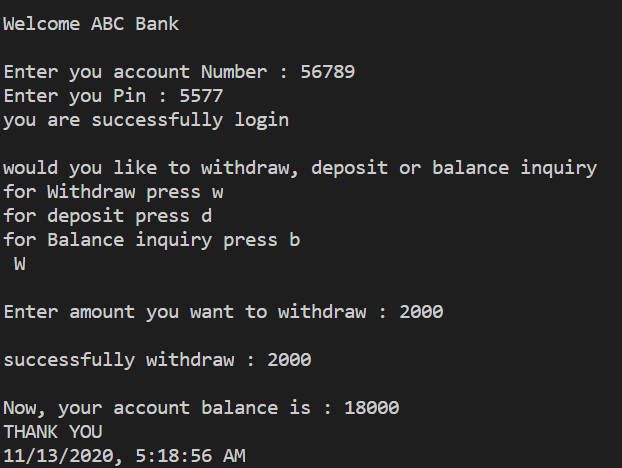 Welcome ABC Bank
Enter you account Number : 56789
Enter you Pin : 5577
you are successfully login
would you like to withdraw, deposit or balance inquiry
for Withdraw press w
for deposit press d
for Balance inquiry press b
W
Enter amount you want to withdraw : 2000
successfully withdraw : 2000
Now, your account balance is : 18000
THANK YOU
11/13/2020, 5:18:56 AM